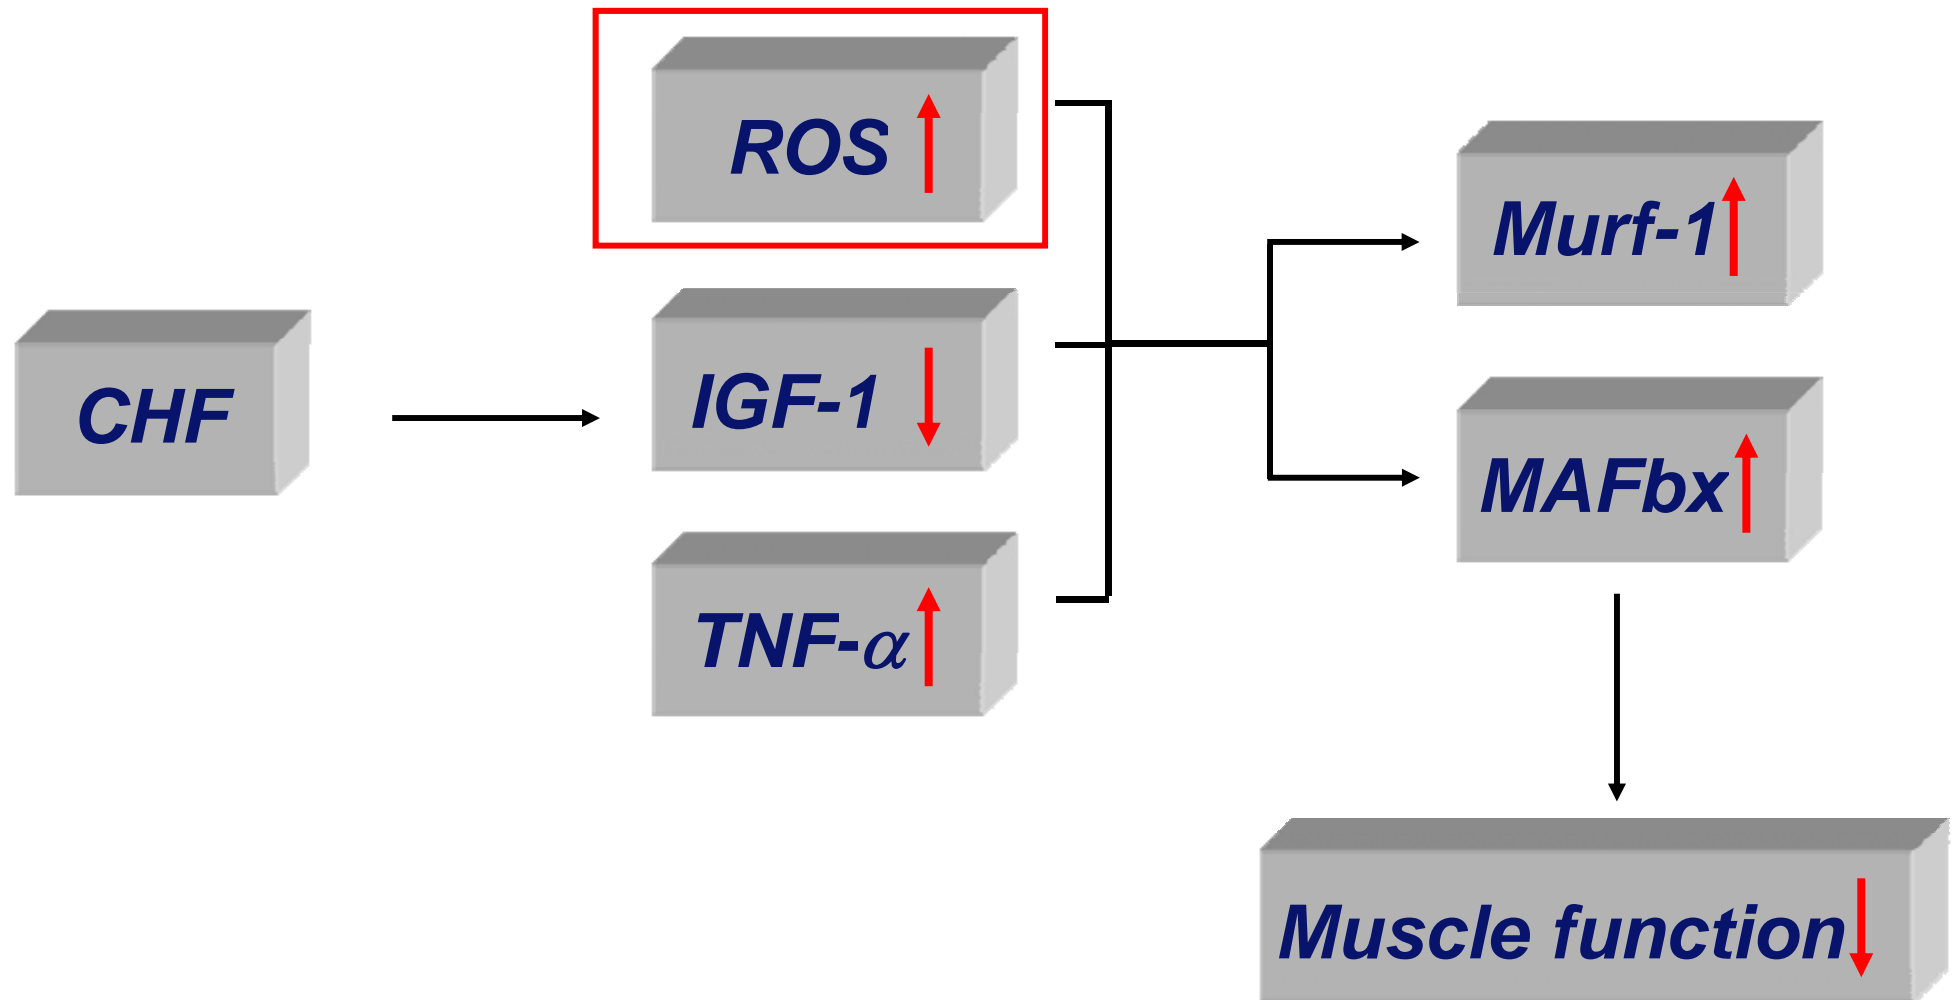 CHF
ROS
IGF-1
TNF-α
Murf-1
MAFbx
Muscle function